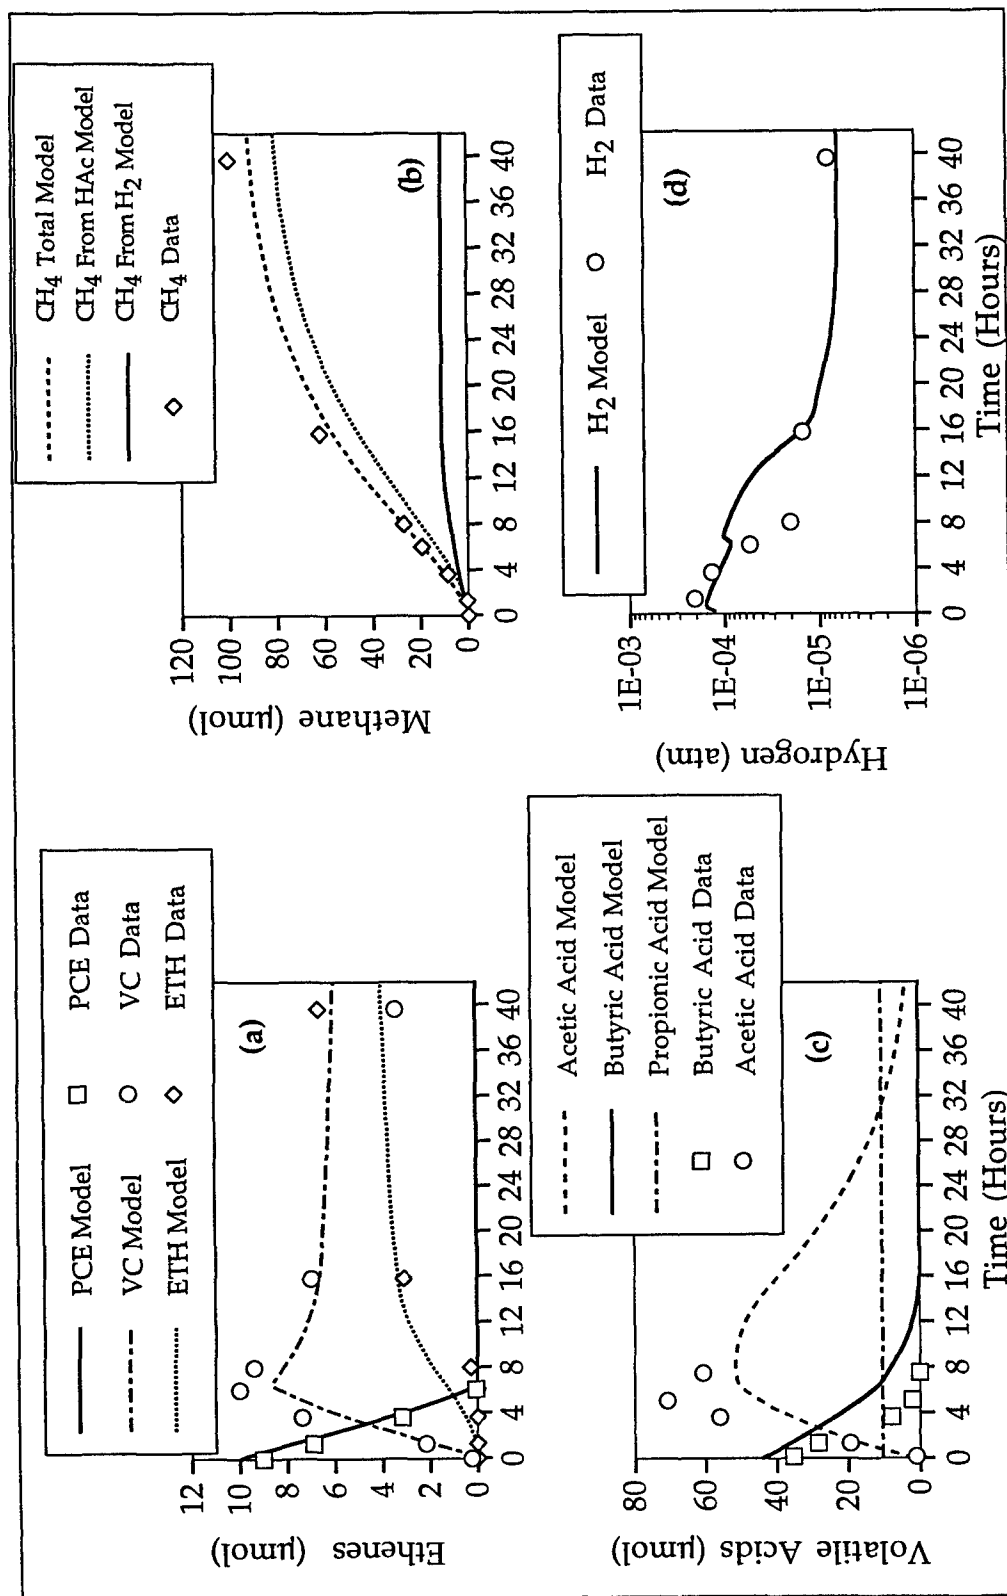 PCE Model PCE Data
VC Model VC Data
ETH Model ETH Data
(a)
10
8
6
4
2
0
0 4 8 12 16 20 24 28 32 36 40
Ethenes (µmol)
CH4 Total Model
CH4 From HAc Model
CH4 From H2 Model
CH4 Data
(b)
120
100
80
60
40
20
0
0 4 8 12 16 20 24 28 32 36 40
Methane (µmol)
Acetic Acid Model
Butyric Acid Model
Propionic Acid Model
Butyric Acid Data
Acetic Acid Data
(c)
80
60
40
20
0
0 4 8 12 16 20 24 28 32 36 40
Volatile Acids (µmol)
Time (Hours)
H2 Model H2 Data
(d)
1E-03
1E-04
1E-05
1E-06
0 4 8 12 16 20 24 28 32 36 40
Hydrogen (atm)
Time (Hours)